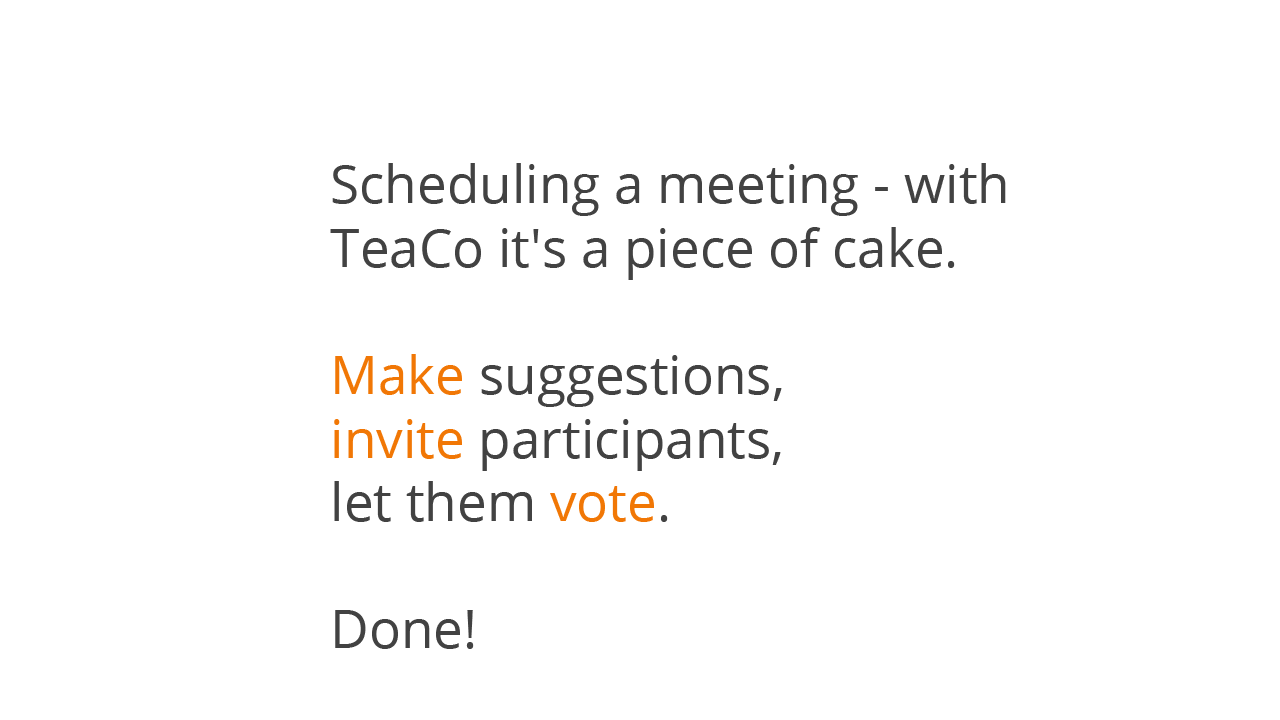 Scheduling a meeting - with
TeaCo it's a piece of cake.
Make suggestions,
invite participants,
let them vote.
Done!